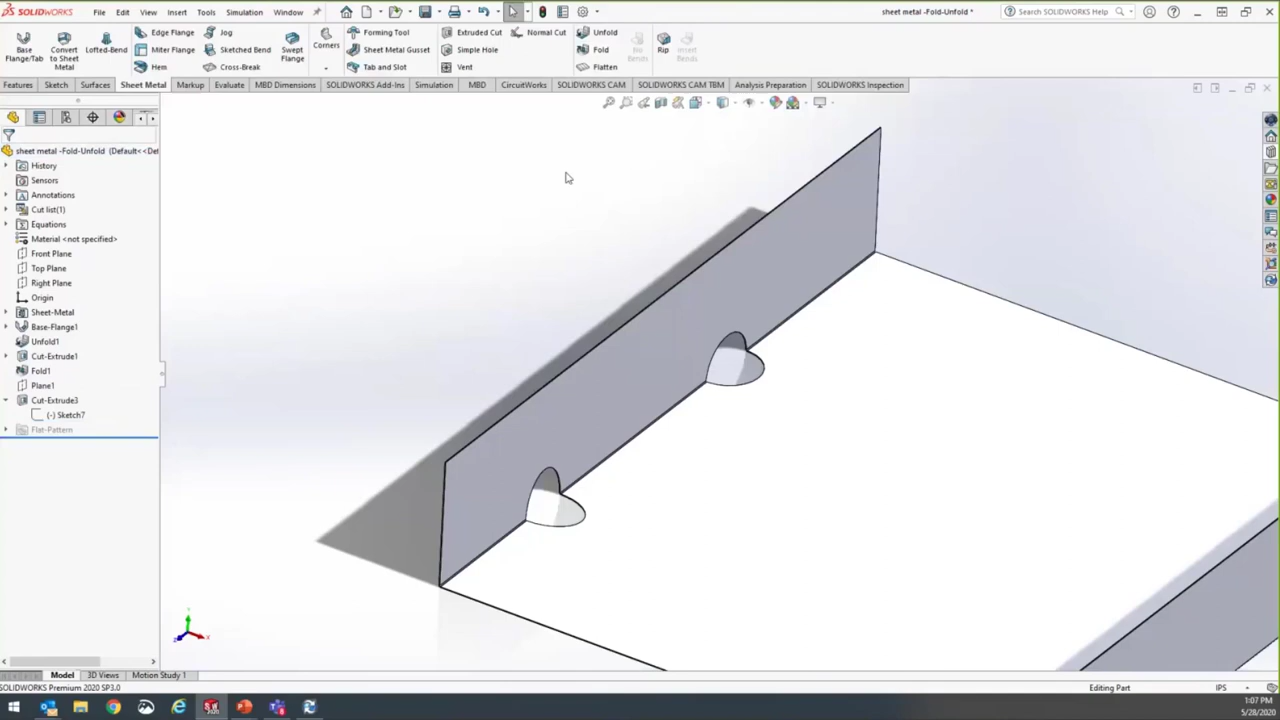 SOLIDWORKS File Edit View Insert Tools Simulation Window sheet metal -Fold-Unfold * Search SOLIDWORKS Help
Base Flange/Tab Convert to Sheet Metal Lofted-Bend Edge Flange Miter Flange Hem Jog Sketched Bend Cross-Break Swept Flange Corners Forming Tool Sheet Metal Gusset Tab and Slot Extruded Cut Simple Hole Vent Normal Cut Unfold Fold Flatten No Bends Rip Insert Bends
Features Sketch Surfaces Sheet Metal Markup Evaluate MBD Dimensions SOLIDWORKS Add-Ins Simulation MBD CircuitWorks SOLIDWORKS CAM SOLIDWORKS CAM TBM Analysis Preparation SOLIDWORKS Inspection
sheet metal -Fold-Unfold (Default<<Def
History
Sensors
Annotations
Cut list(1)
Equations
Material <not specified>
Front Plane
Top Plane
Right Plane
Origin
Sheet-Metal
Base-Flange1
Unfold1
Cut-Extrude1
Fold1
Plane1
Cut-Extrude3
(-) Sketch7
Flat-Pattern
Model 3D Views Motion Study 1
SOLIDWORKS Premium 2020 SP3.0 Editing Part IPS
1:07 PM
5/28/2020